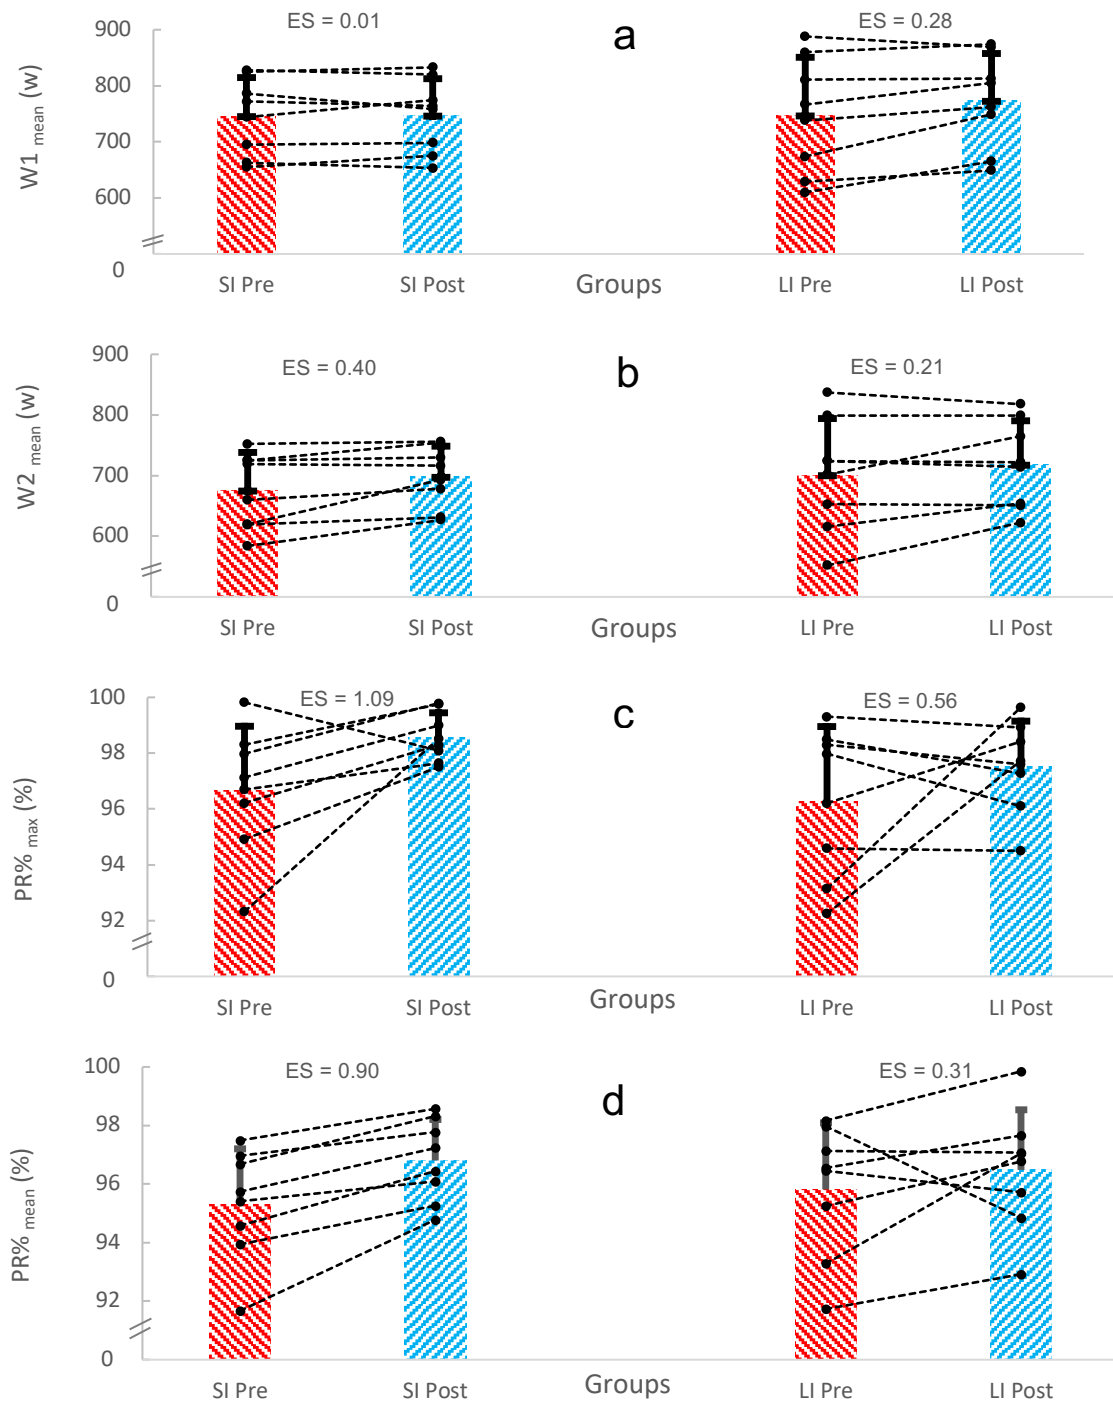 ES = 0.01
a
ES = 0.28
W1 mean (w)
900
800
700
600
0
SI Pre
SI Post
Groups
LI Pre
LI Post
ES = 0.40
b
ES = 0.21
W2 mean (w)
900
800
700
600
0
SI Pre
SI Post
Groups
LI Pre
LI Post
ES = 1.09
c
ES = 0.56
PR% max (%)
100
98
96
94
92
0
SI Pre
SI Post
Groups
LI Pre
LI Post
ES = 0.90
d
ES = 0.31
PR% mean (%)
100
98
96
94
92
0
SI Pre
SI Post
Groups
LI Pre
LI Post